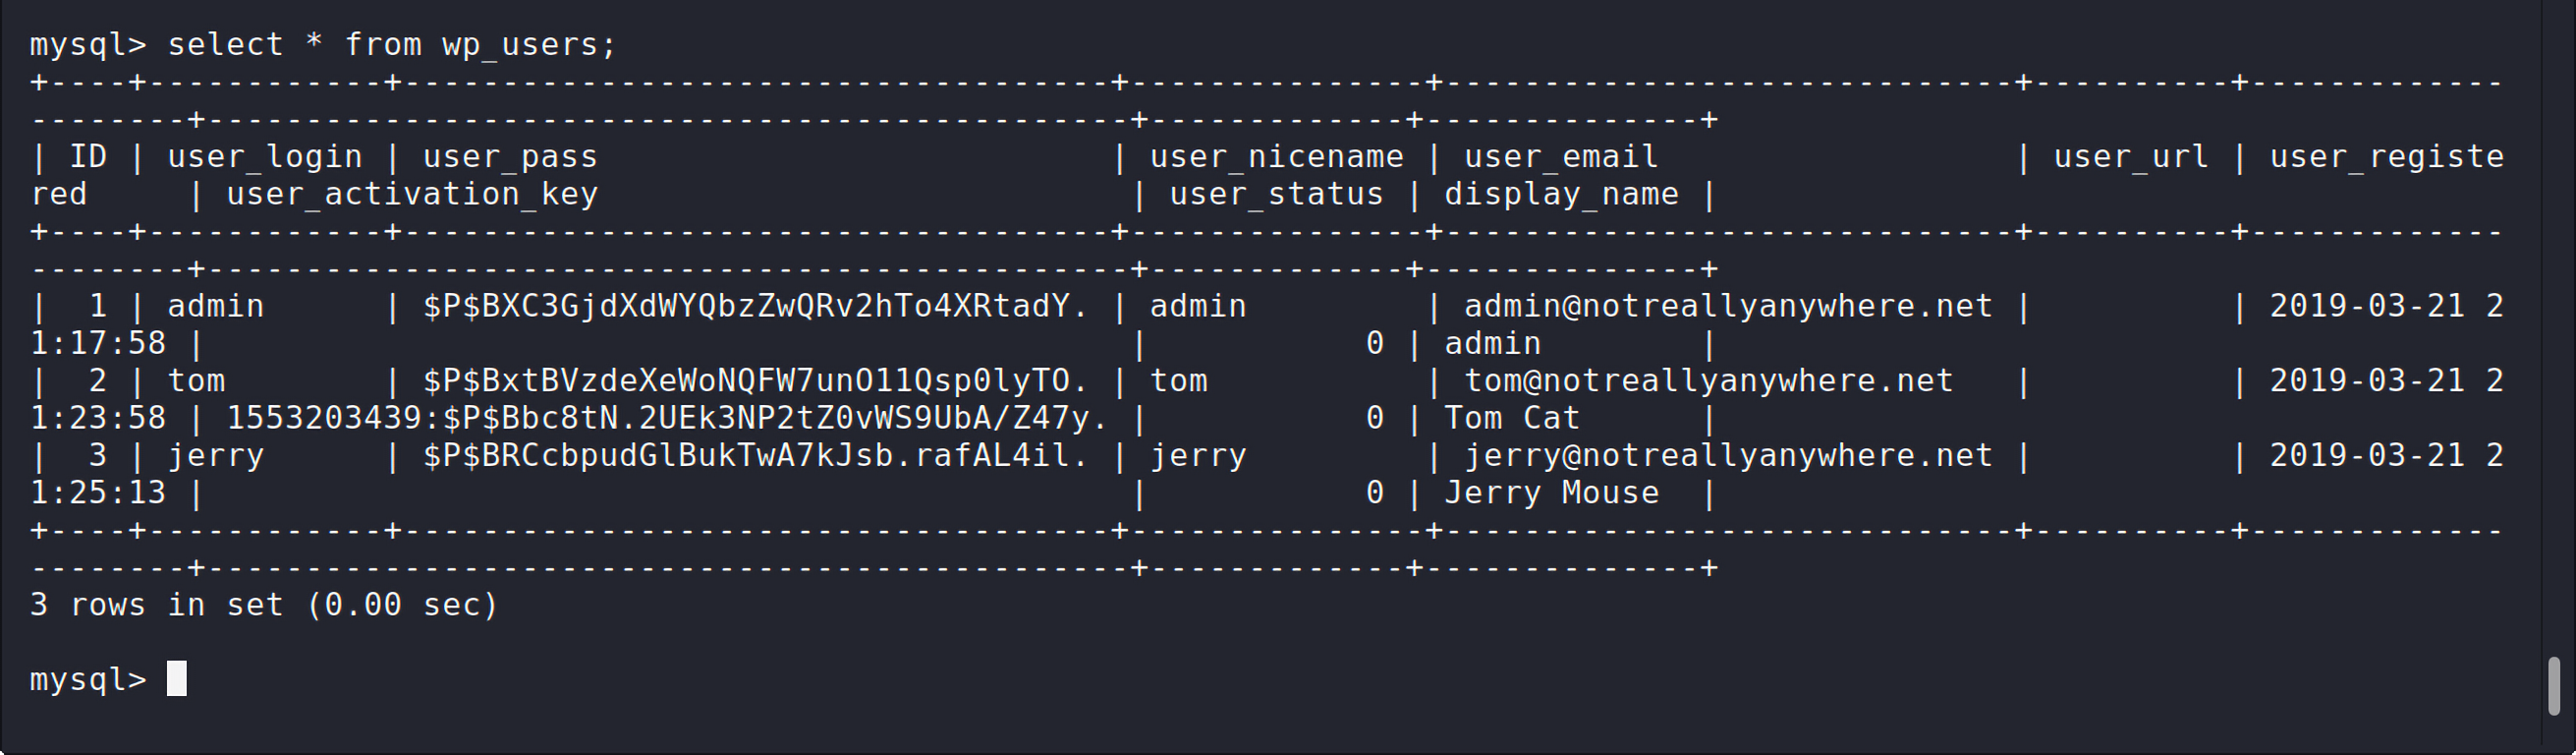 mysql> select * from wp_users;
+----+------------+------------------------------------+---------------+-----------------------------+----------+-------------
--------+-----------------------------------------------+-------------+--------------+
| ID | user_login | user_pass                          | user_nicename | user_email                  | user_url | user_registe
red     | user_activation_key                           | user_status | display_name |
+----+------------+------------------------------------+---------------+-----------------------------+----------+-------------
--------+-----------------------------------------------+-------------+--------------+
|  1 | admin      | $P$BXC3GjdXdWYQbzZwQRv2hTo4XRtadY. | admin         | admin@notreallyanywhere.net |          | 2019-03-21 2
1:17:58 |                                               |           0 | admin        |
|  2 | tom        | $P$BxtBVzdeXeWoNQFW7unO11Qsp0lyTO. | tom           | tom@notreallyanywhere.net   |          | 2019-03-21 2
1:23:58 | 1553203439:$P$Bbc8tN.2UEk3NP2tZ0vWS9UbA/Z47y. |           0 | Tom Cat      |
|  3 | jerry      | $P$BRCcbpudGlBukTwA7kJsb.rafAL4il. | jerry         | jerry@notreallyanywhere.net |          | 2019-03-21 2
1:25:13 |                                               |           0 | Jerry Mouse  |
+----+------------+------------------------------------+---------------+-----------------------------+----------+-------------
--------+-----------------------------------------------+-------------+--------------+
3 rows in set (0.00 sec)
mysql>